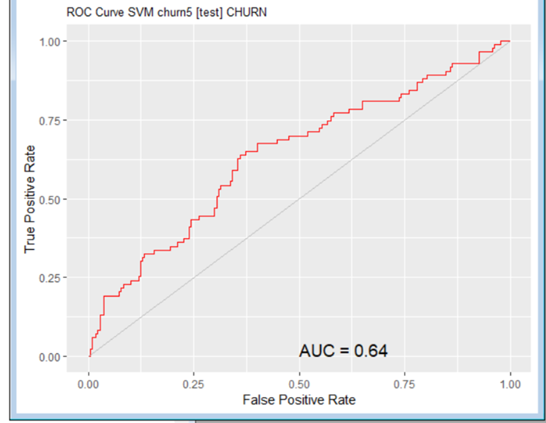 ROC Curve SVM churn5 [test] CHURN
1.00
0.75
0.50
0.25
0.00
True Positive Rate
AUC = 0.64
0.00 0.25 0.50 0.75 1.00
False Positive Rate